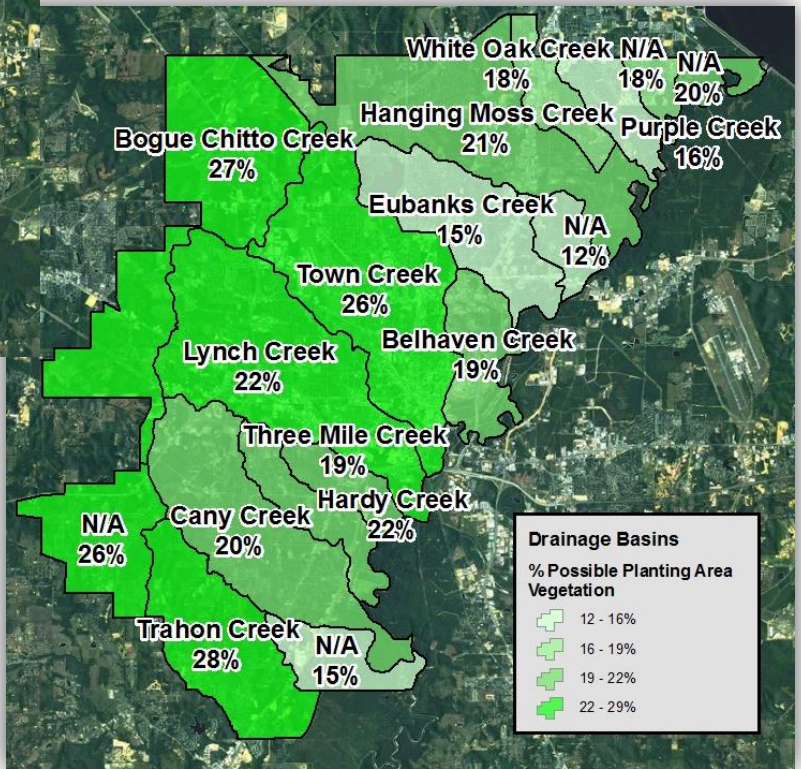 White Oak Creek
18%
N/A
18%
N/A
20%
Hanging Moss Creek
21%
Purple Creek
16%
Bogue Chitto Creek
27%
Eubanks Creek
15%
N/A
12%
Town Creek
26%
Belhaven Creek
19%
Lynch Creek
22%
Three Mile Creek
19%
Hardy Creek
22%
Cany Creek
20%
N/A
26%
Trahon Creek
28%
N/A
15%
Drainage Basins
% Possible Planting Area
Vegetation
12 - 16%
16 - 19%
19 - 22%
22 - 29%